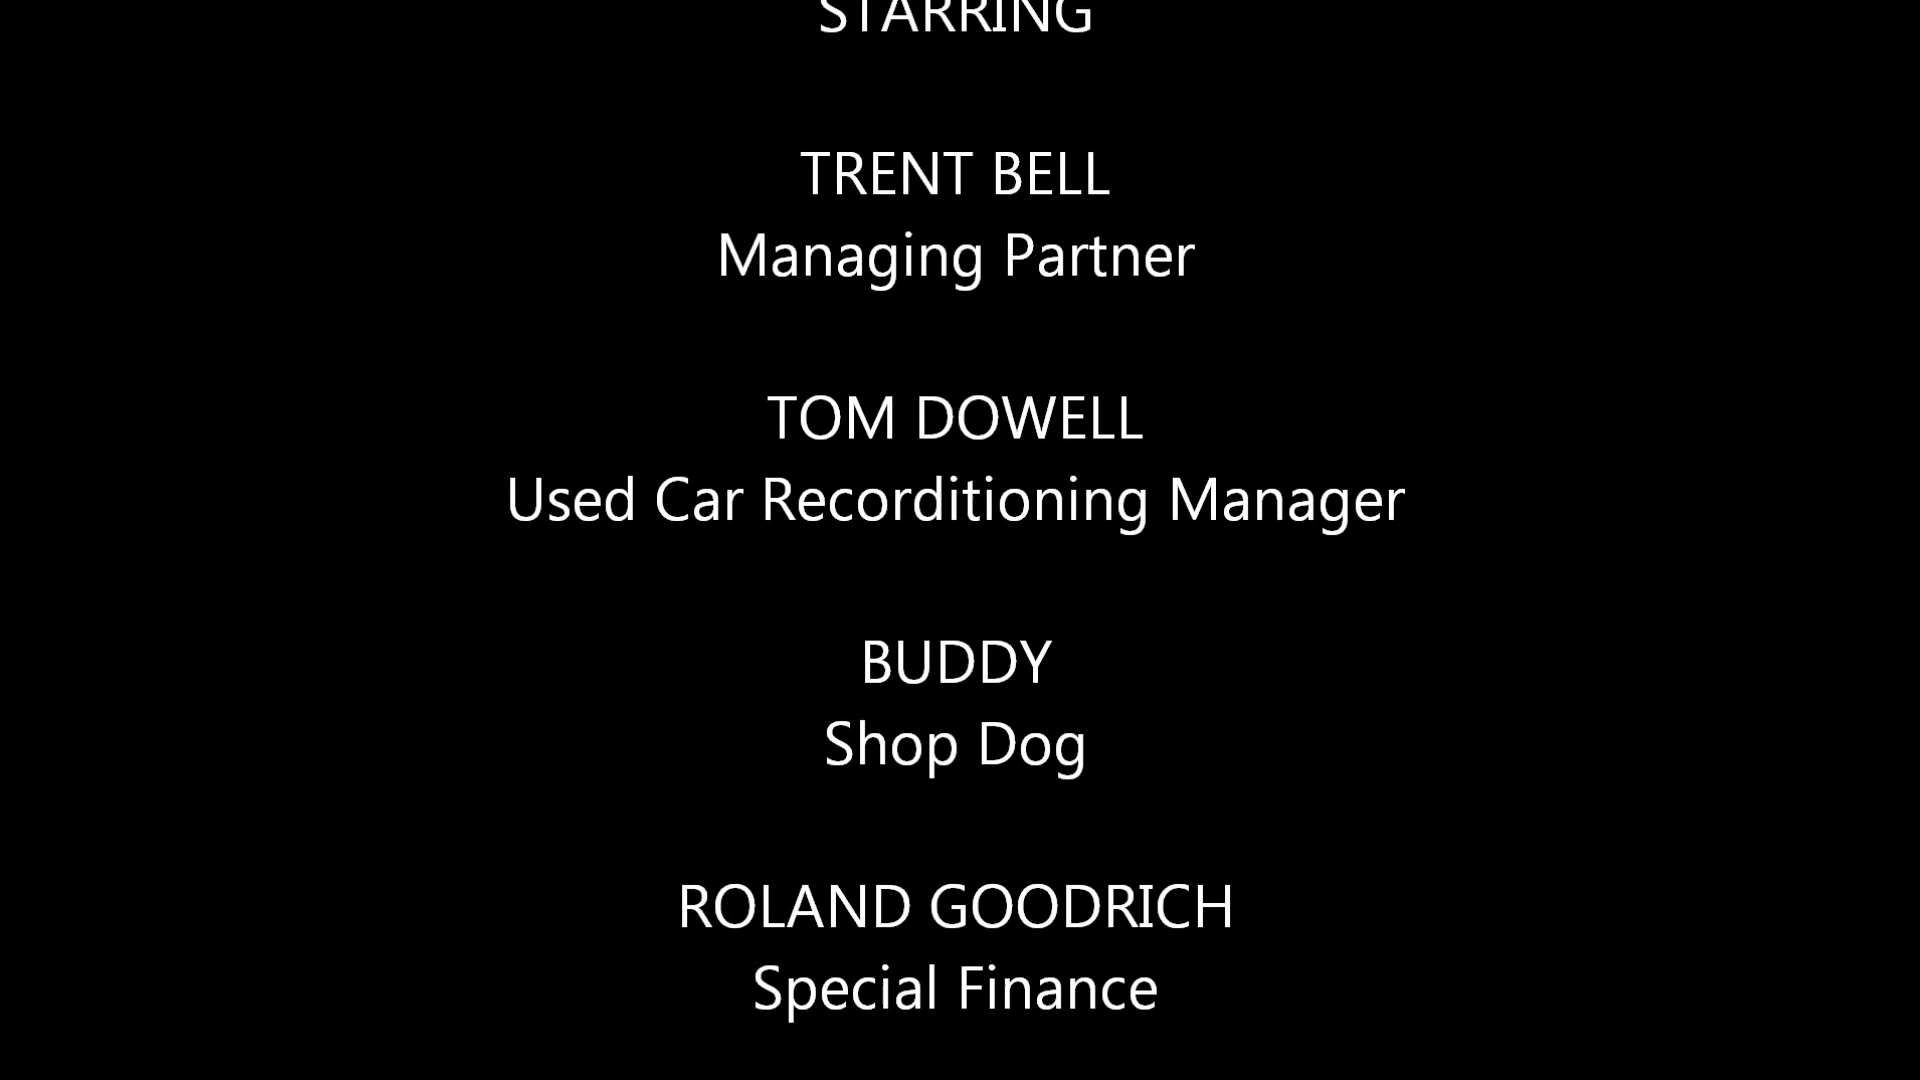 STARRING
TRENT BELL
Managing Partner
TOM DOWELL
Used Car Recorditioning Manager
BUDDY
Shop Dog
ROLAND GOODRICH
Special Finance